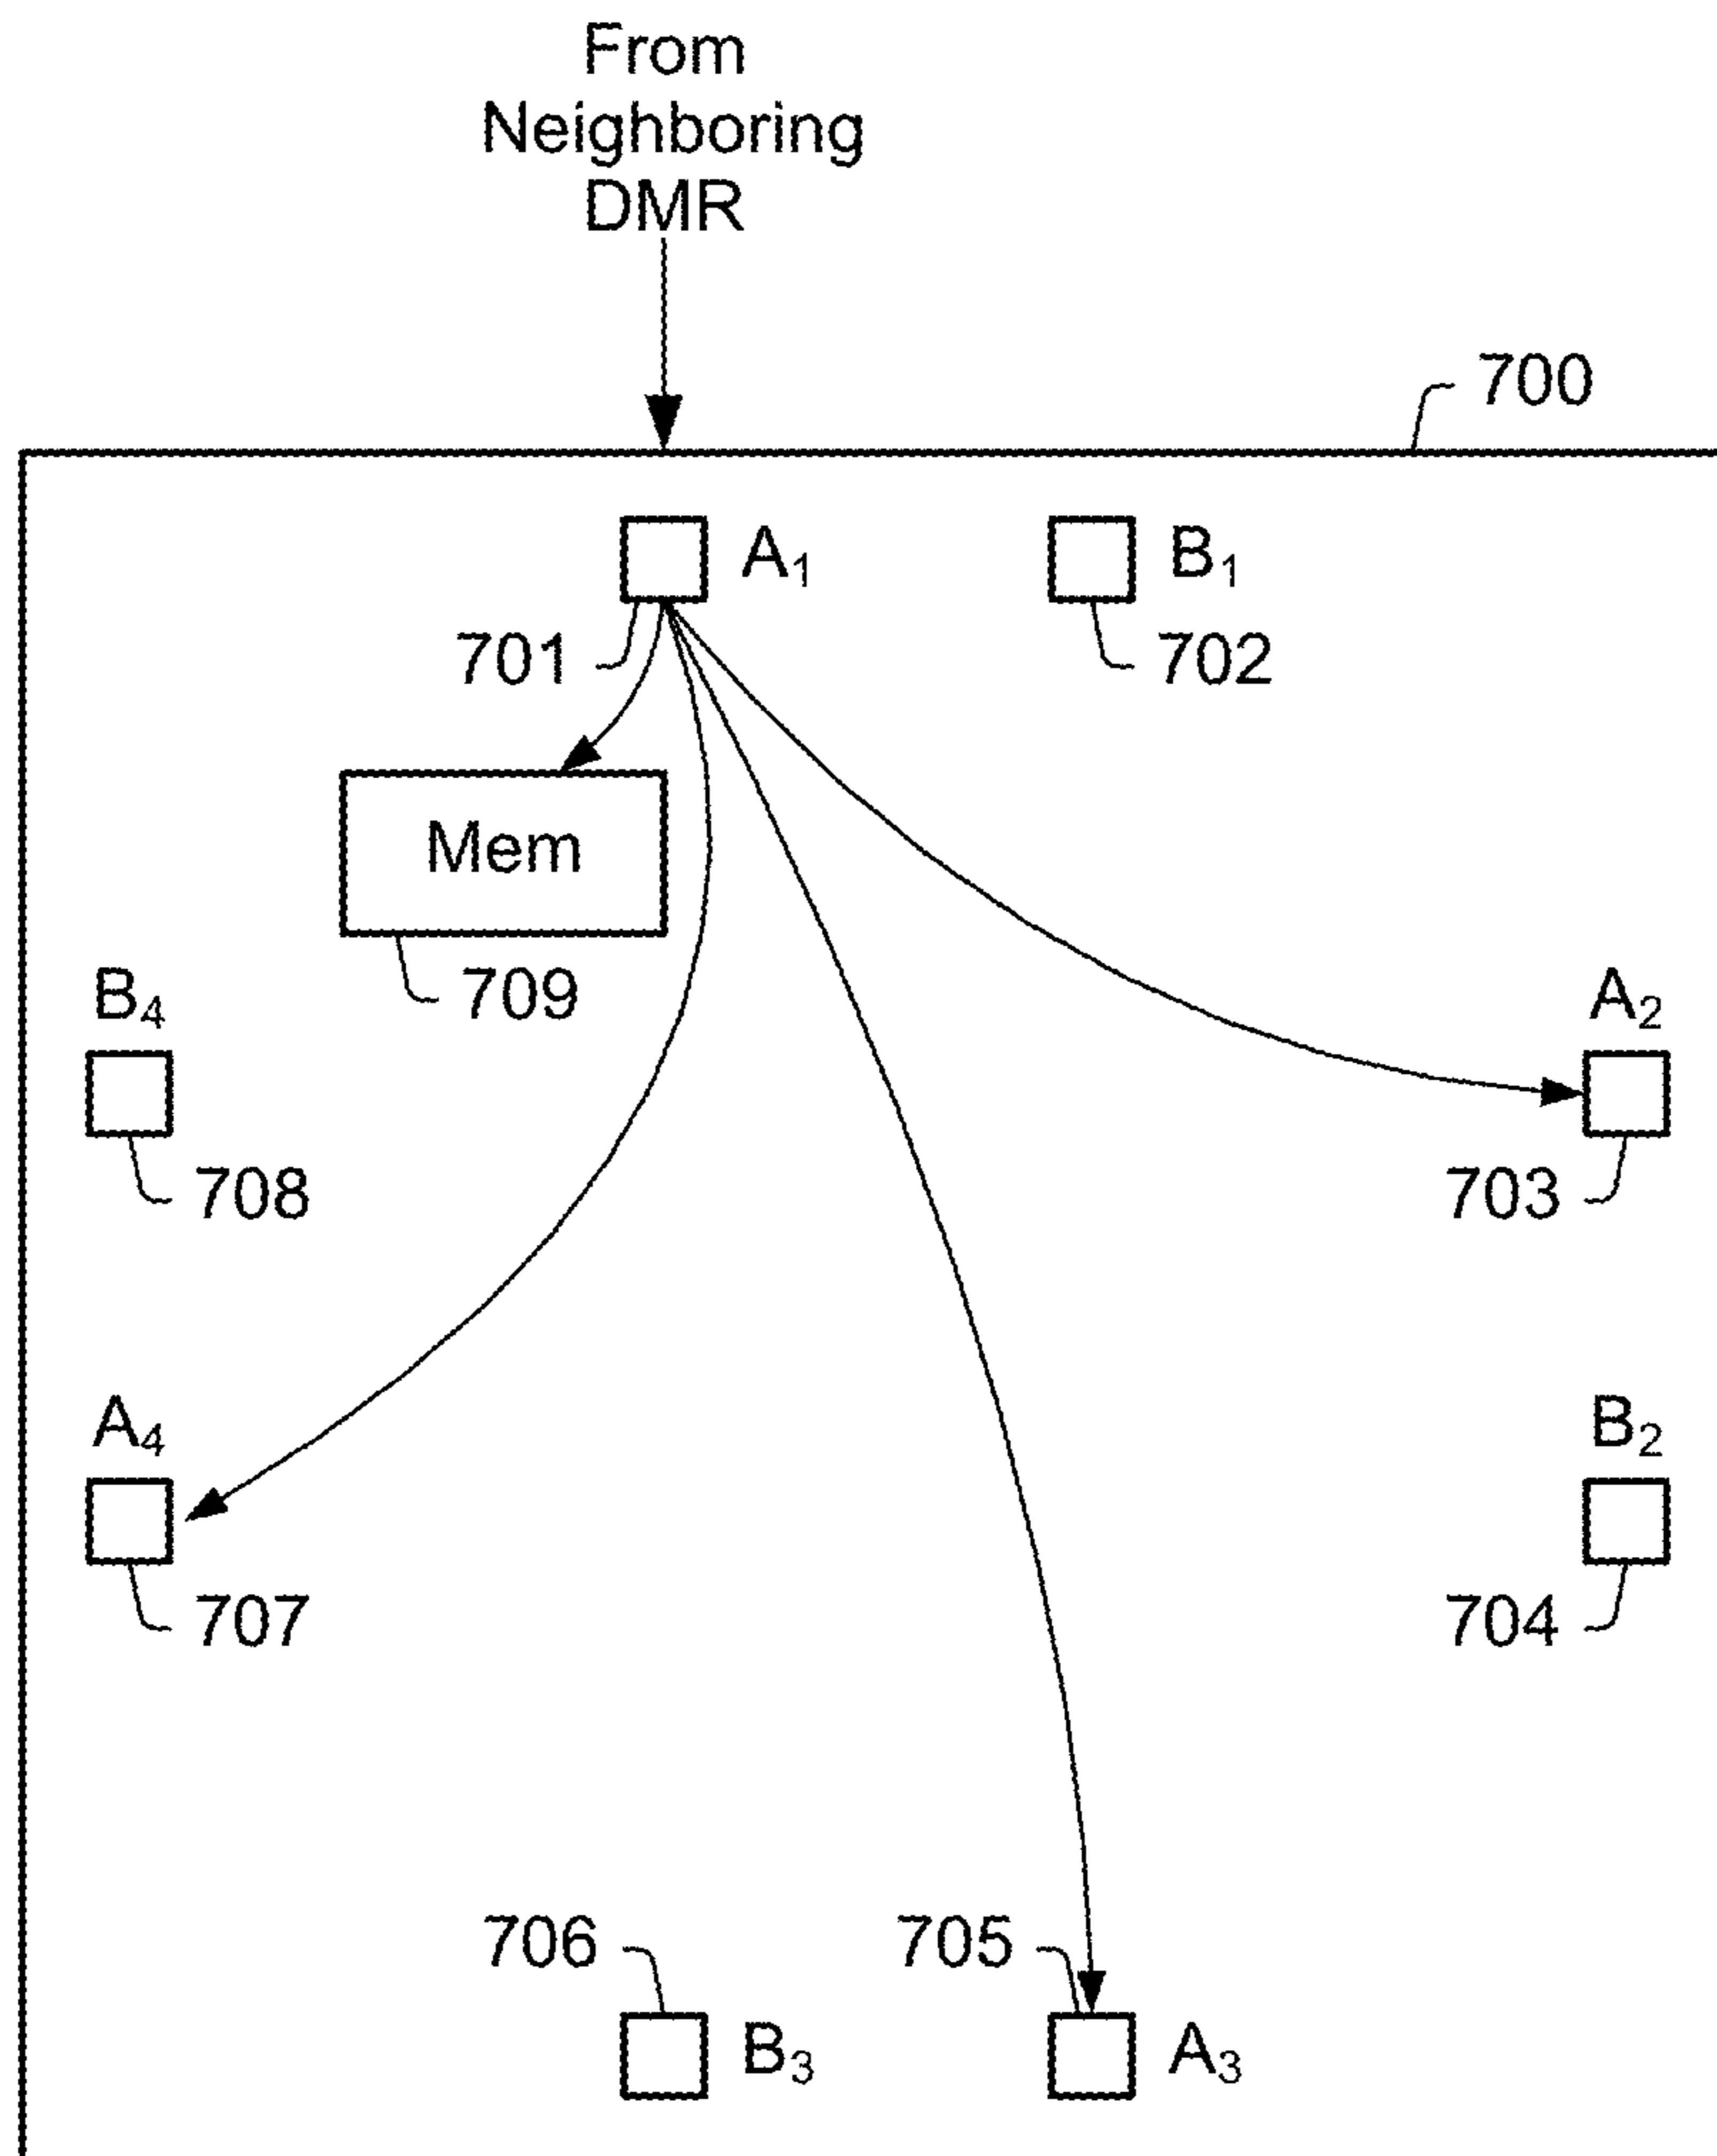 From
Neighboring
DMR
700
A₁
B₁
701
702
Mem
709
B₄
A₂
708
703
A₄
B₂
707
704
706
705
B₃
A₃